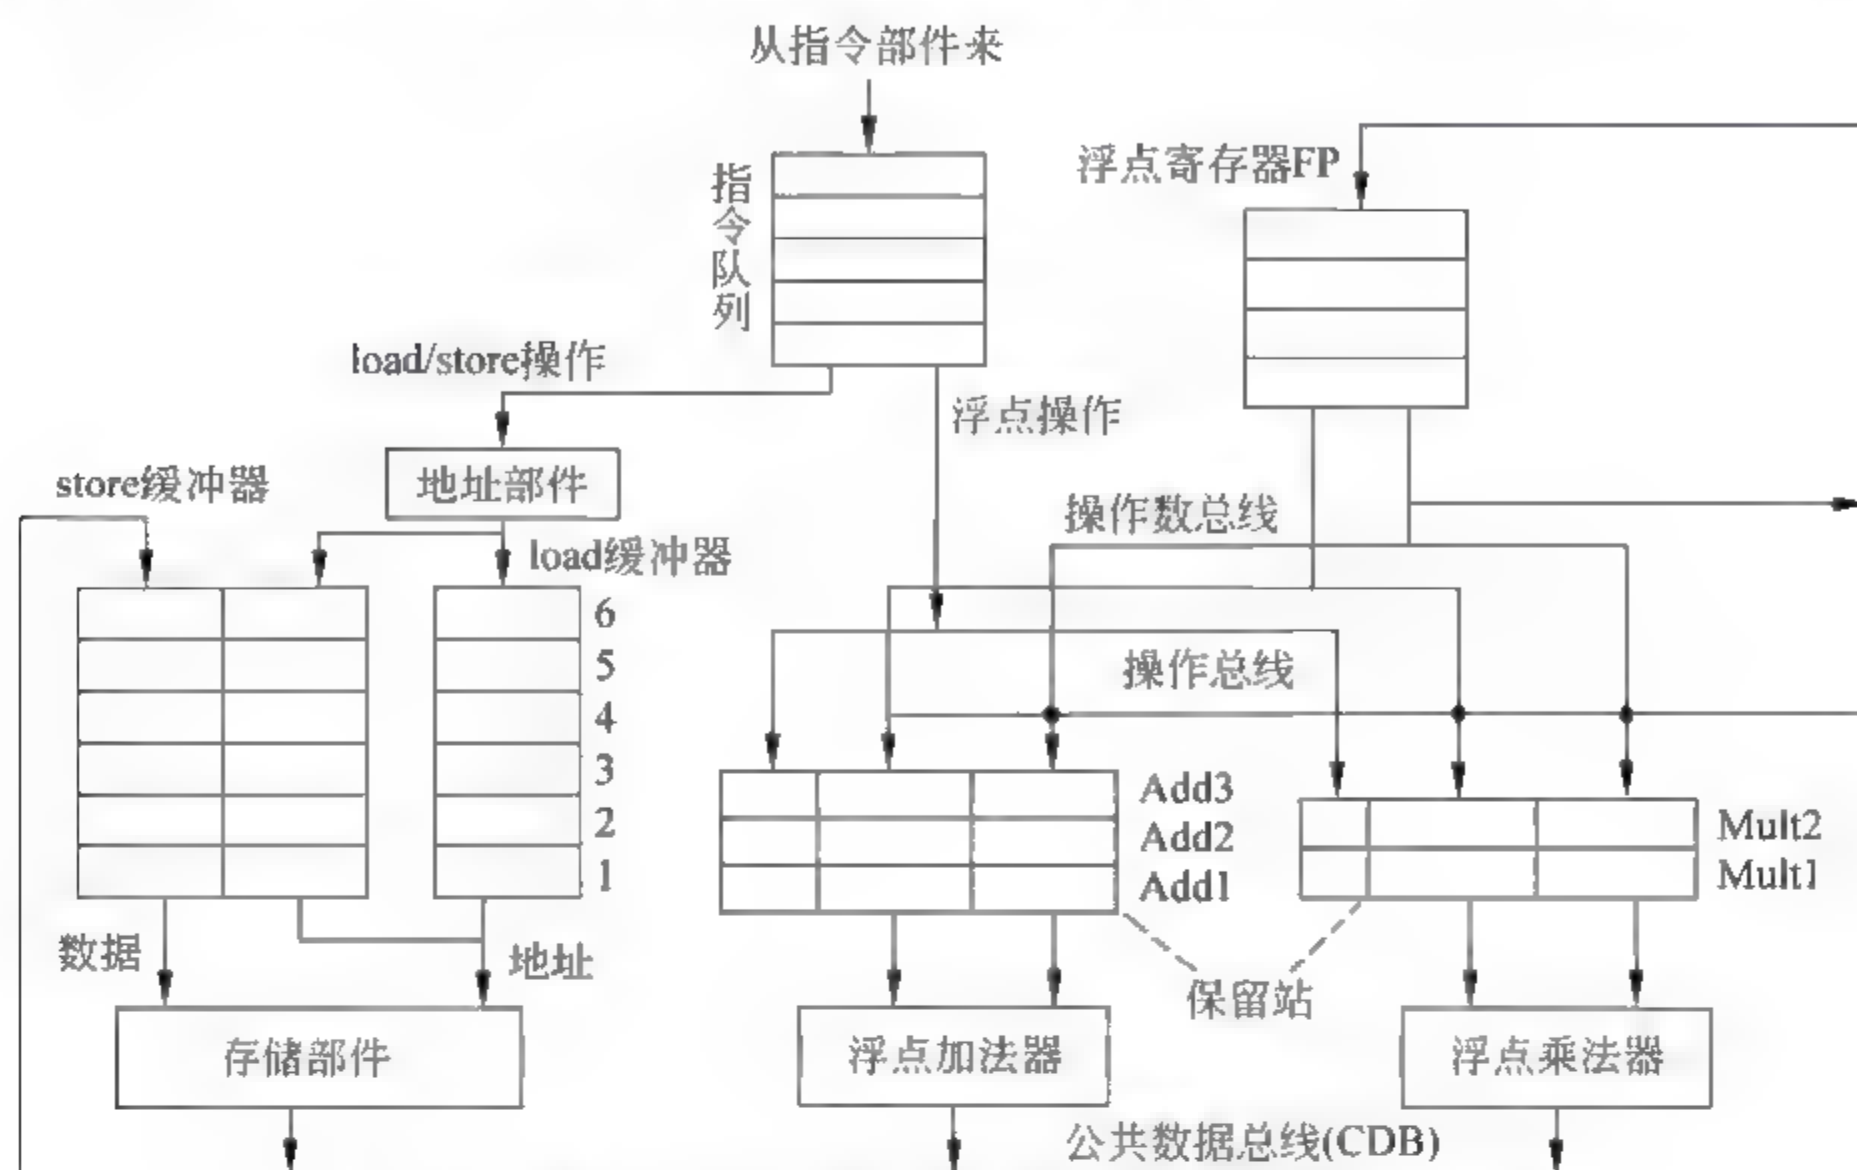 从指令部件来
指令队列
浮点寄存器FP
load/store操作
浮点操作
store缓冲器
地址部件
操作数总线
load缓冲器
6
5
4
3
2
1
操作总线
Add3
Add2
Add1
Mult2
Mult1
数据
地址
保留站
存储部件
浮点加法器
浮点乘法器
公共数据总线(CDB)